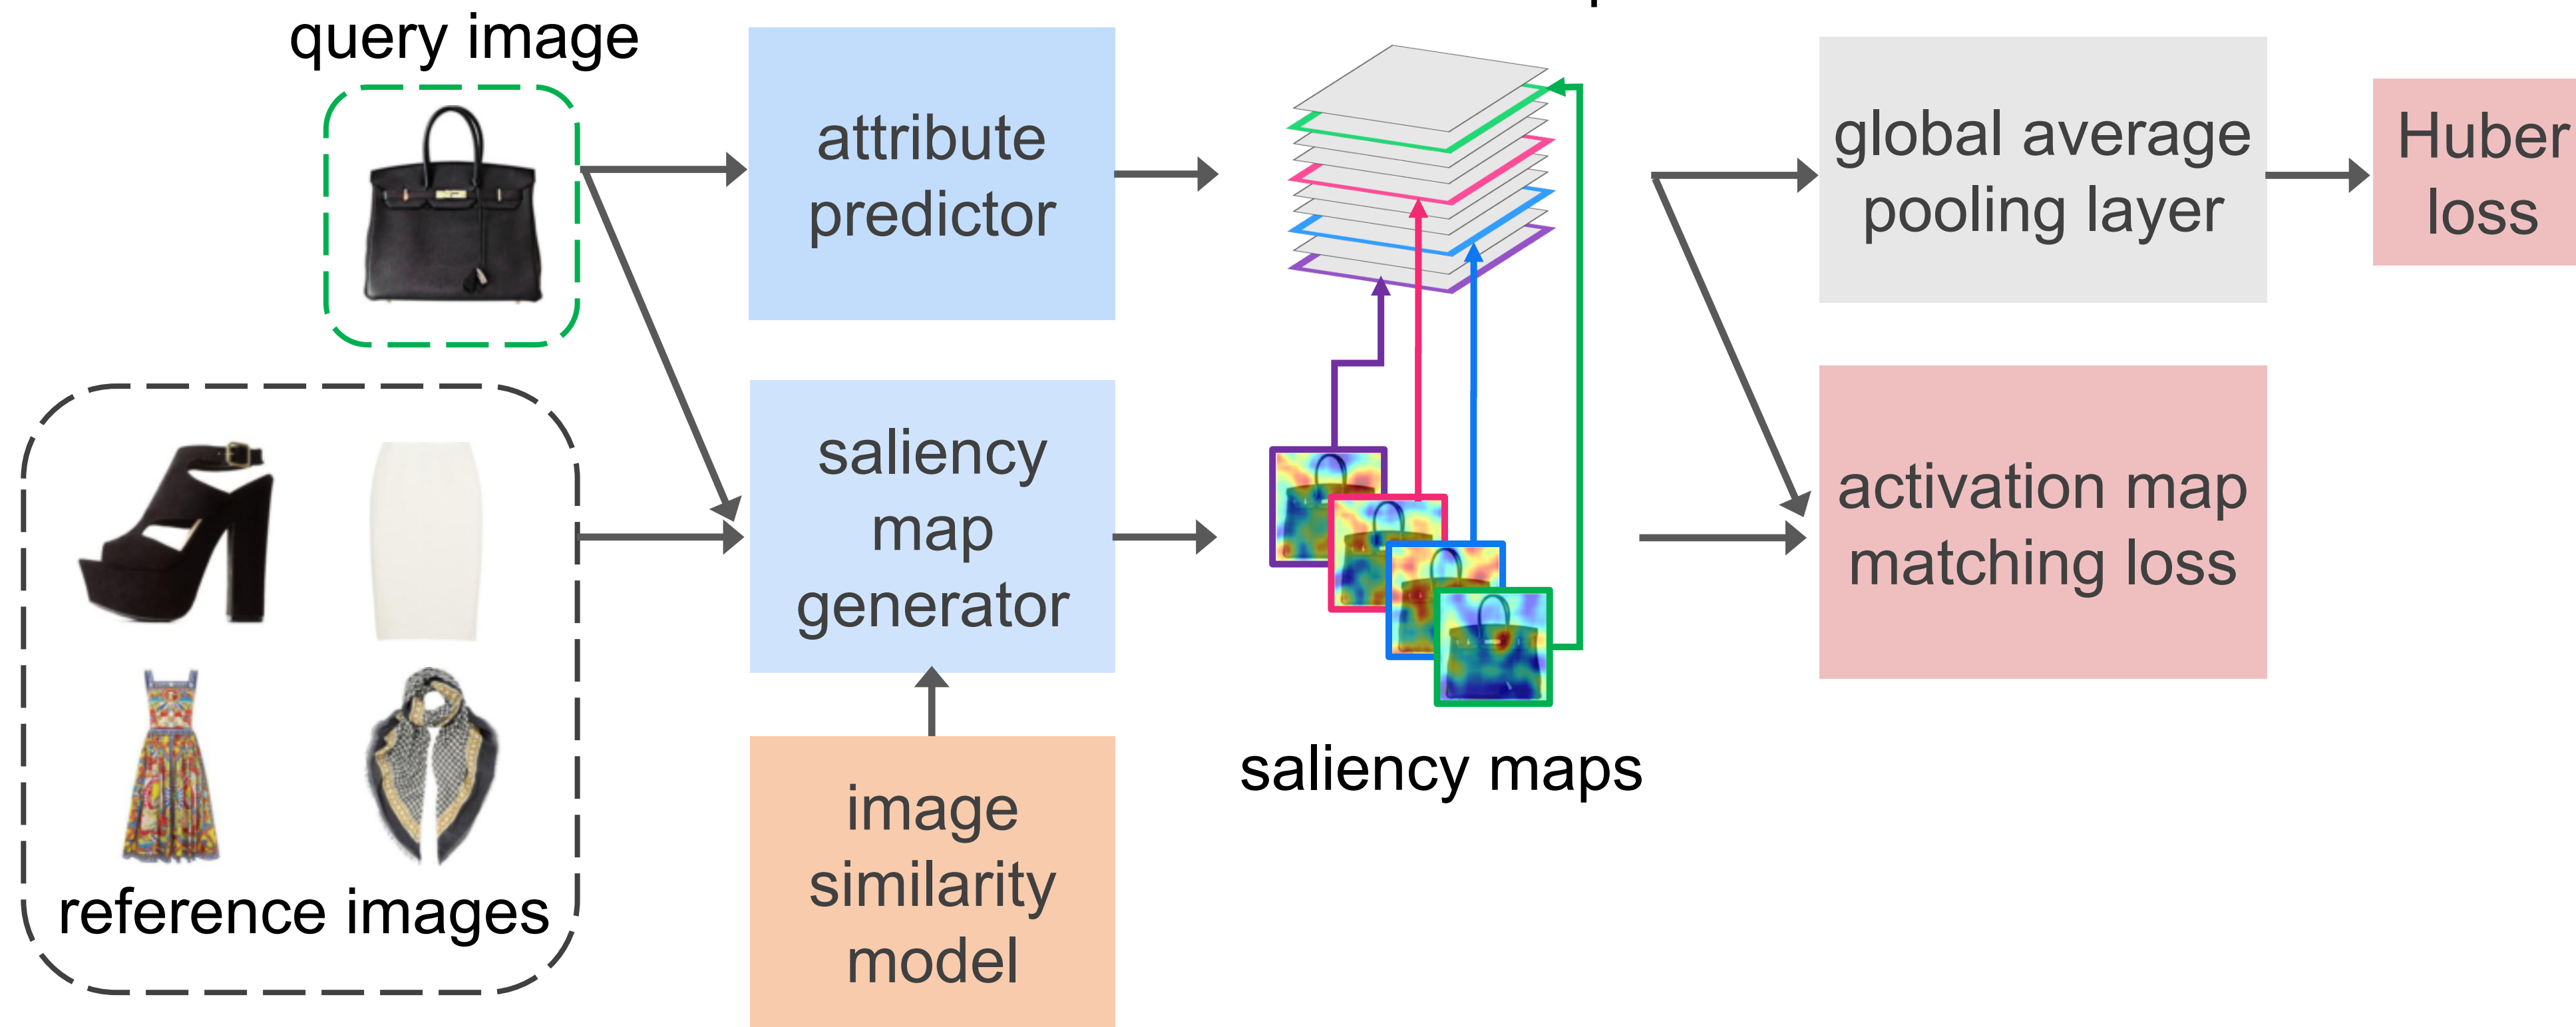 query image
attribute
predictor
global average
pooling layer
Huber
loss
saliency
map
generator
activation map
matching loss
saliency maps
image
similarity
model
reference images